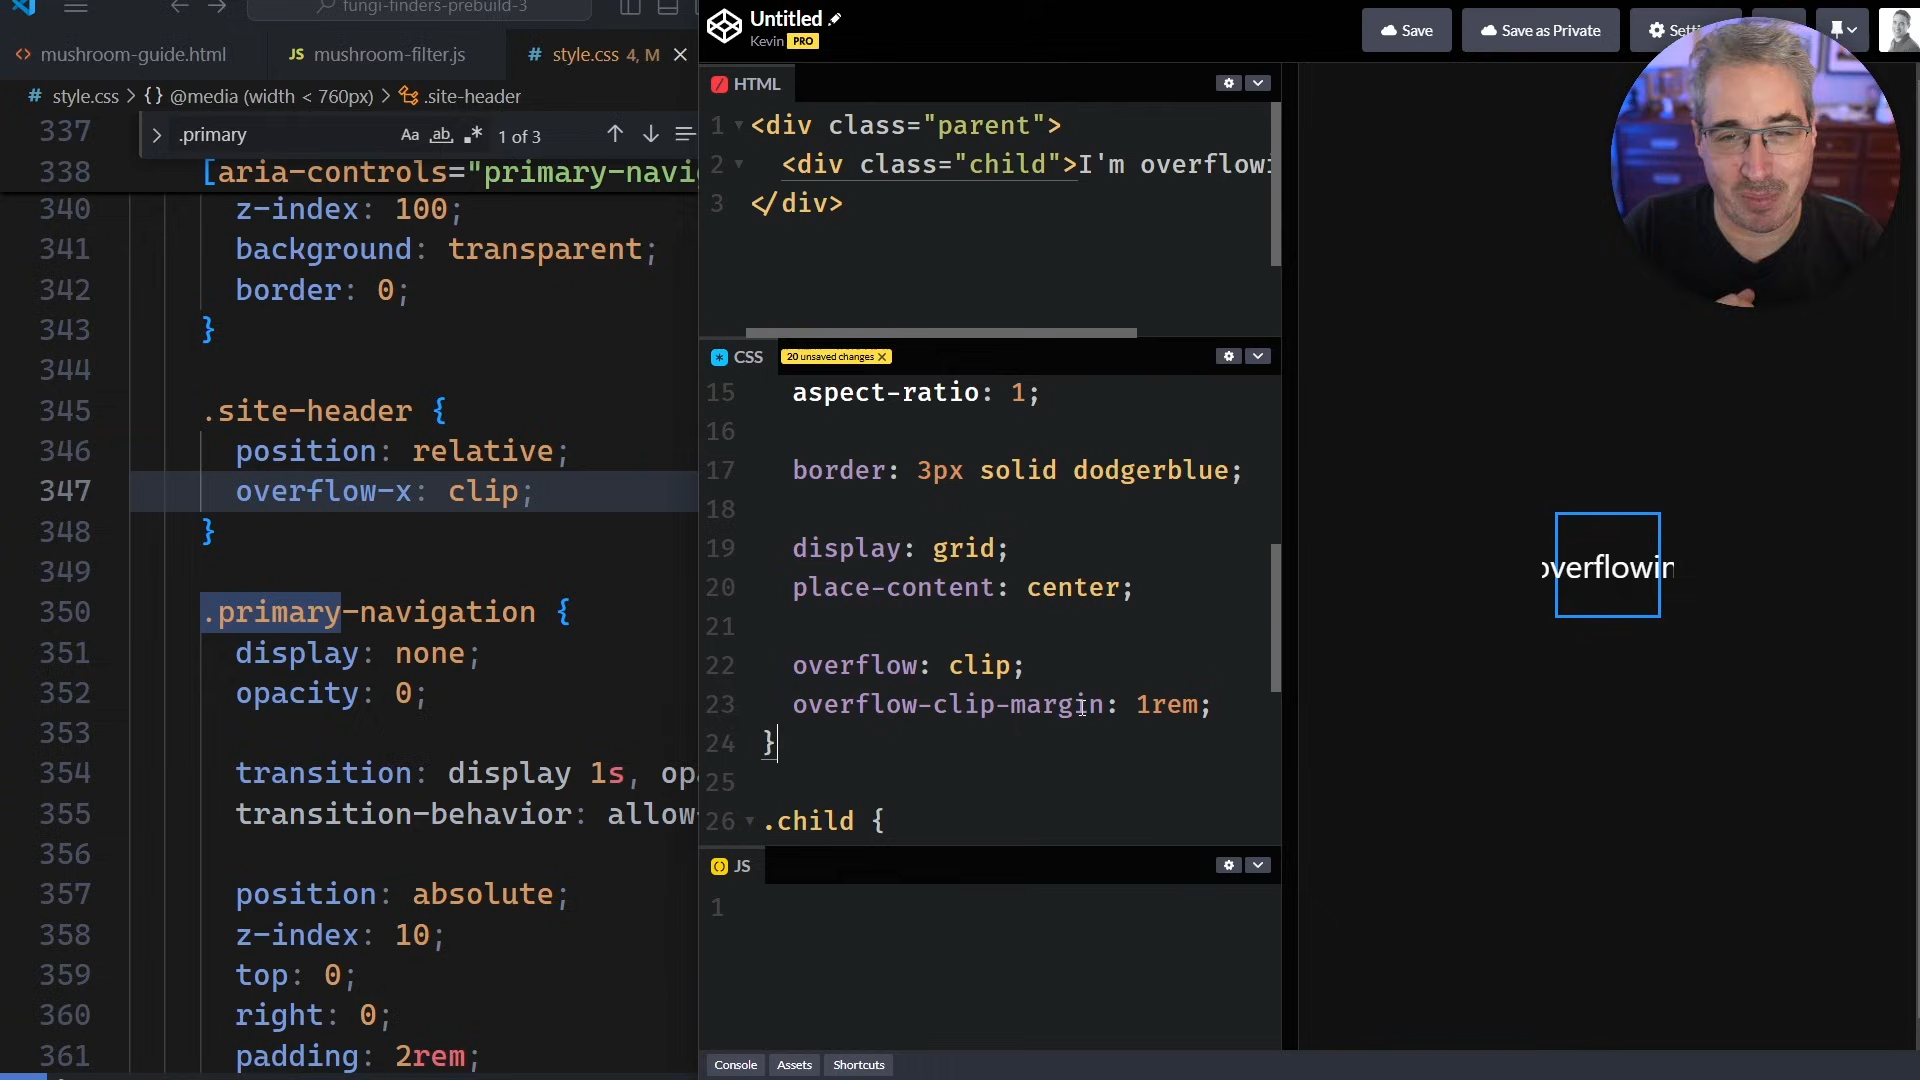 fungi-finders-prebuild-3
mushroom-guide.html
JS mushroom-filter.js
# style.css 4, M
# style.css > {} @media (width < 760px) > .site-header
.primary
Aa ab 1 of 3
337
338 [aria-controls="primary-navi
340 z-index: 100;
341 background: transparent;
342 border: 0;
343 }
344
345 .site-header {
346 position: relative;
347 overflow-x: clip;
348 }
349
350 .primary-navigation {
351 display: none;
352 opacity: 0;
353
354 transition: display 1s, op
355 transition-behavior: allow
356
357 position: absolute;
358 z-index: 10;
359 top: 0;
360 right: 0;
361 padding: 2rem;
Untitled
Kevin PRO
Save
Save as Private
HTML
1 <div class="parent">
2 <div class="child">I'm overflowi
3 </div>
CSS
20 unsaved changes ×
15 aspect-ratio: 1;
16
17 border: 3px solid dodgerblue;
18
19 display: grid;
20 place-content: center;
21
22 overflow: clip;
23 overflow-clip-margin: 1rem;
24 }
25
26 .child {
JS
1
Console
Assets
Shortcuts
overflowin